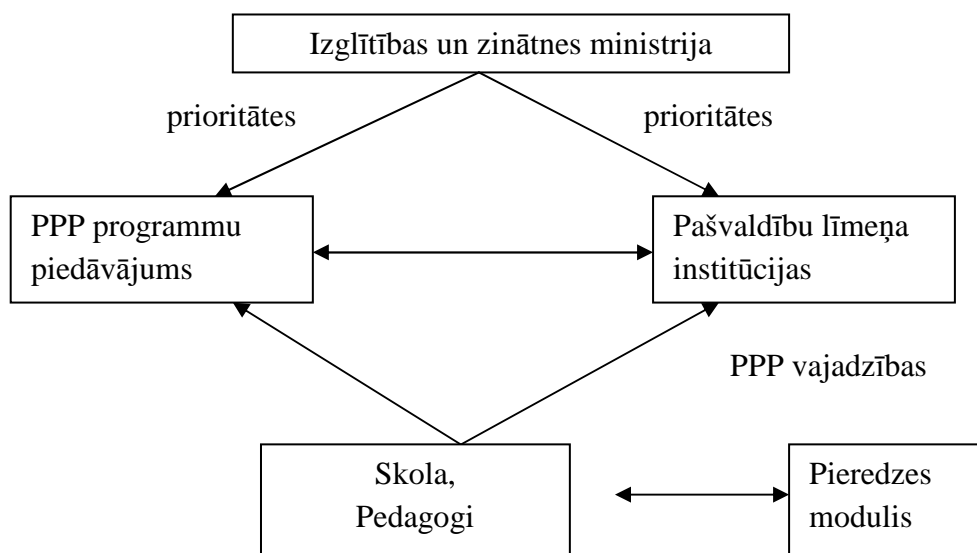 Izglītības un zinātnes ministrija
prioritātes
prioritātes
PPP programmu
piedāvājums
Pašvaldību līmeņa
institūcijas
PPP vajadzības
Skola,
Pedagogi
Pieredzes
modulis